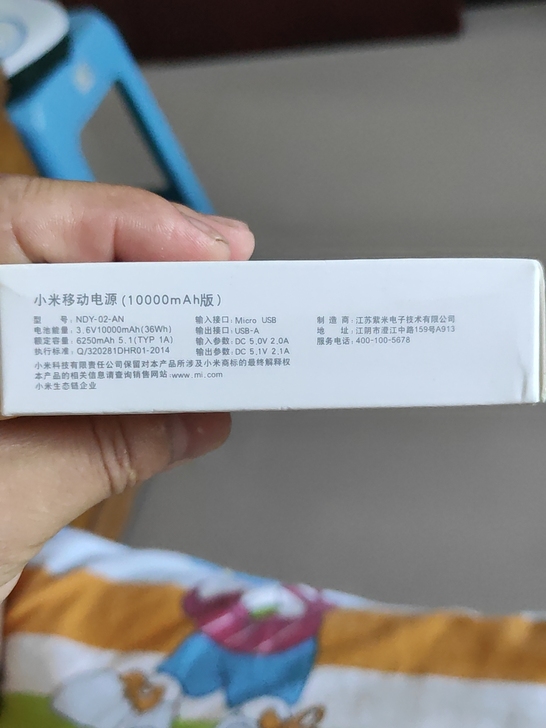 小米移动电源(10000mAh版)
型 号: NDY-02-AN
电池能量: 3.6V10000mAh(36Wh)
额定容量: 6250mAh 5.1(TYP 1A)
执行标准: Q/320281DHR01-2014
输入接口: Micro USB
输出接口: USB-A
输入参数: DC 5.0V 2.0A
输出参数: DC 5.1V 2.1A
制 造 商: 江苏紫米电子技术有限公司
地 址: 江阴市澄江中路159号A913
服务电话: 400-100-5678
小米科技有限责任公司保留对本产品所涉及小米商标的最终解释权
本产品的相关信息请查询销售网站: www.mi.com
小米生态链企业